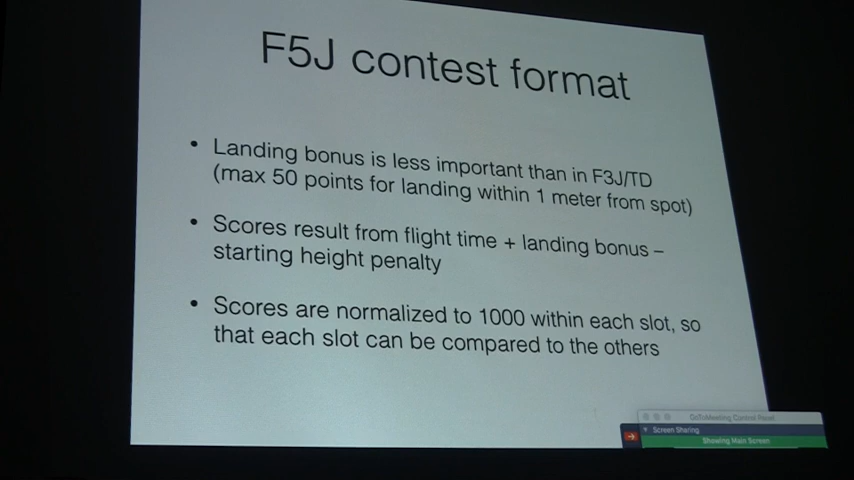 F5J contest format
• Landing bonus is less important than in F3J/TD
(max 50 points for landing within 1 meter from spot)
• Scores result from flight time + landing bonus –
starting height penalty
• Scores are normalized to 1000 within each slot, so
that each slot can be compared to the others
GoToMeeting Control Panel
Screen Sharing
Showing Main Screen